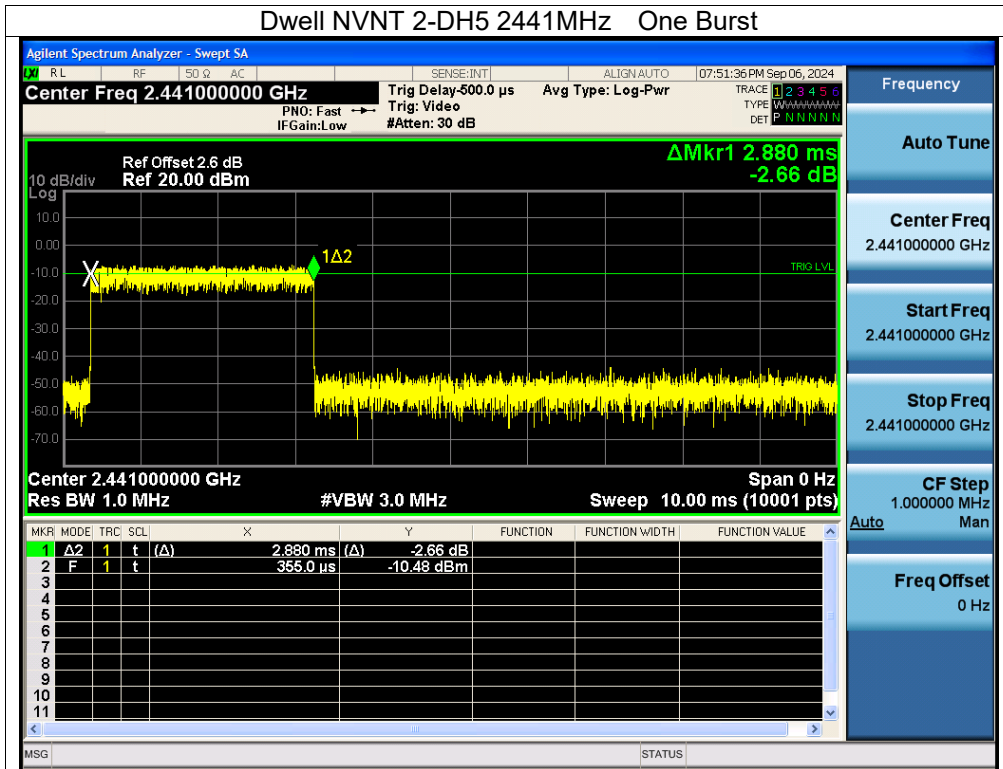 Dwell NVNT 2-DH5 2441MHz One Burst
Agilent Spectrum Analyzer - Swept SA
LXI RL RF 50 Ω AC SENSE:INT ALIGN AUTO 07:51:36 PM Sep 06, 2024
Center Freq 2.441000000 GHz
PNO: Fast
IFGain:Low
Trig Delay-500.0 µs
Trig: Video
#Atten: 30 dB
Avg Type: Log-Pwr
TRACE 1 2 3 4 5 6
TYPE WWWWWW
DET P N N N N N
Ref Offset 2.6 dB
10 dB/div Ref 20.00 dBm
Log
ΔMkr1 2.880 ms
-2.66 dB
10.0
0.00
-10.0
-20.0
-30.0
-40.0
-50.0
-60.0
-70.0
X
1Δ2
TRIG LVL
Center 2.441000000 GHz Span 0 Hz
Res BW 1.0 MHz #VBW 3.0 MHz Sweep 10.00 ms (10001 pts)
MKR MODE TRC SCL X Y FUNCTION FUNCTION WIDTH FUNCTION VALUE
1 Δ2 1 t (Δ) 2.880 ms (Δ) -2.66 dB
2 F 1 t 355.0 µs -10.48 dBm
3
4
5
6
7
8
9
10
11
MSG STATUS
Frequency
Auto Tune
Center Freq
2.441000000 GHz
Start Freq
2.441000000 GHz
Stop Freq
2.441000000 GHz
CF Step
1.000000 MHz
Auto Man
Freq Offset
0 Hz